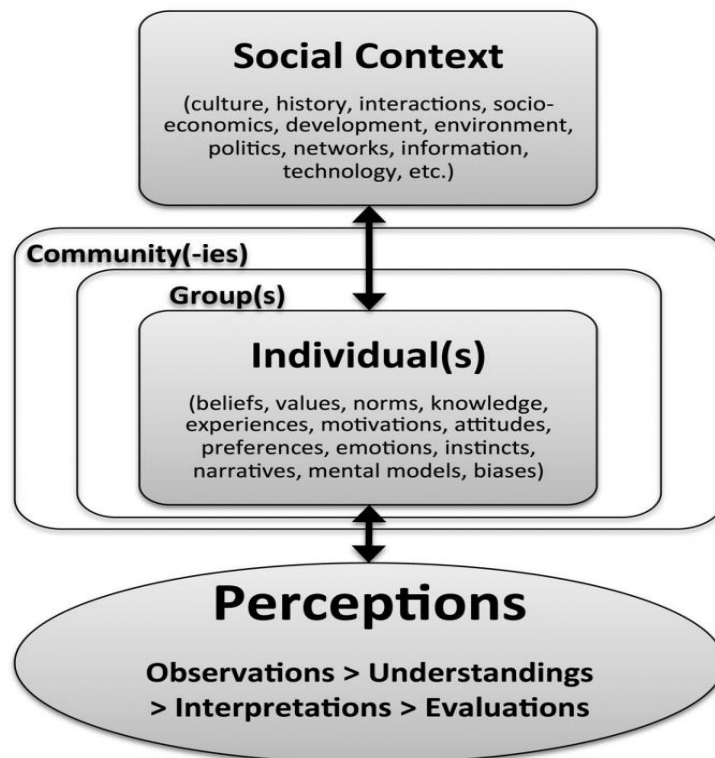 Social Context
(culture, history, interactions, socio-
economics, development, environment,
politics, networks, information,
technology, etc.)
Community(-ies)
Group(s)
Individual(s)
(beliefs, values, norms, knowledge,
experiences, motivations, attitudes,
preferences, emotions, instincts,
narratives, mental models, biases)
Perceptions
Observations > Understandings
> Interpretations > Evaluations